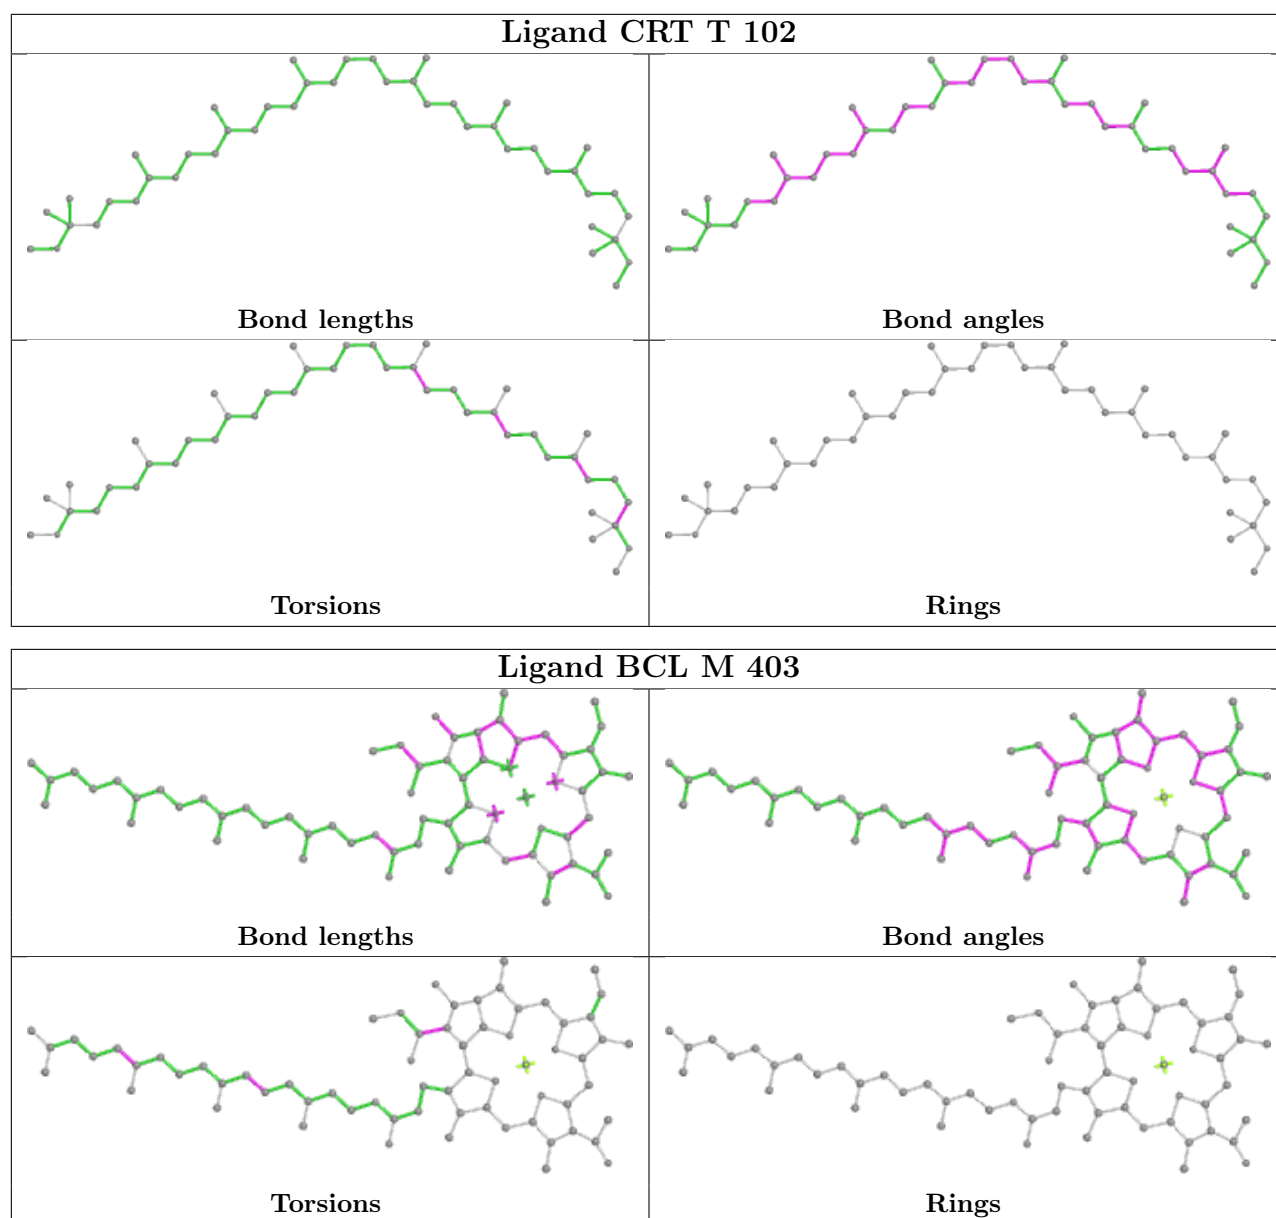 Ligand CRT T 102
Bond lengths
Bond angles
Torsions
Rings
Ligand BCL M 403
Bond lengths
Bond angles
Torsions
Rings